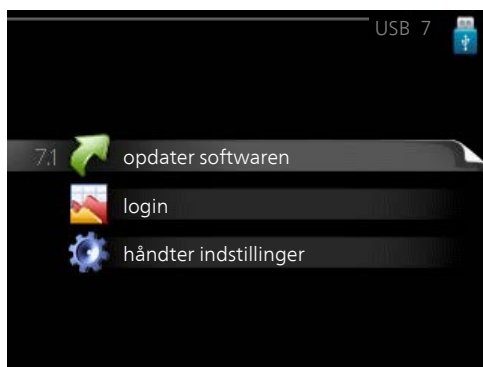 USB 7
7.1 opdater softwaren
login
håndter indstillinger